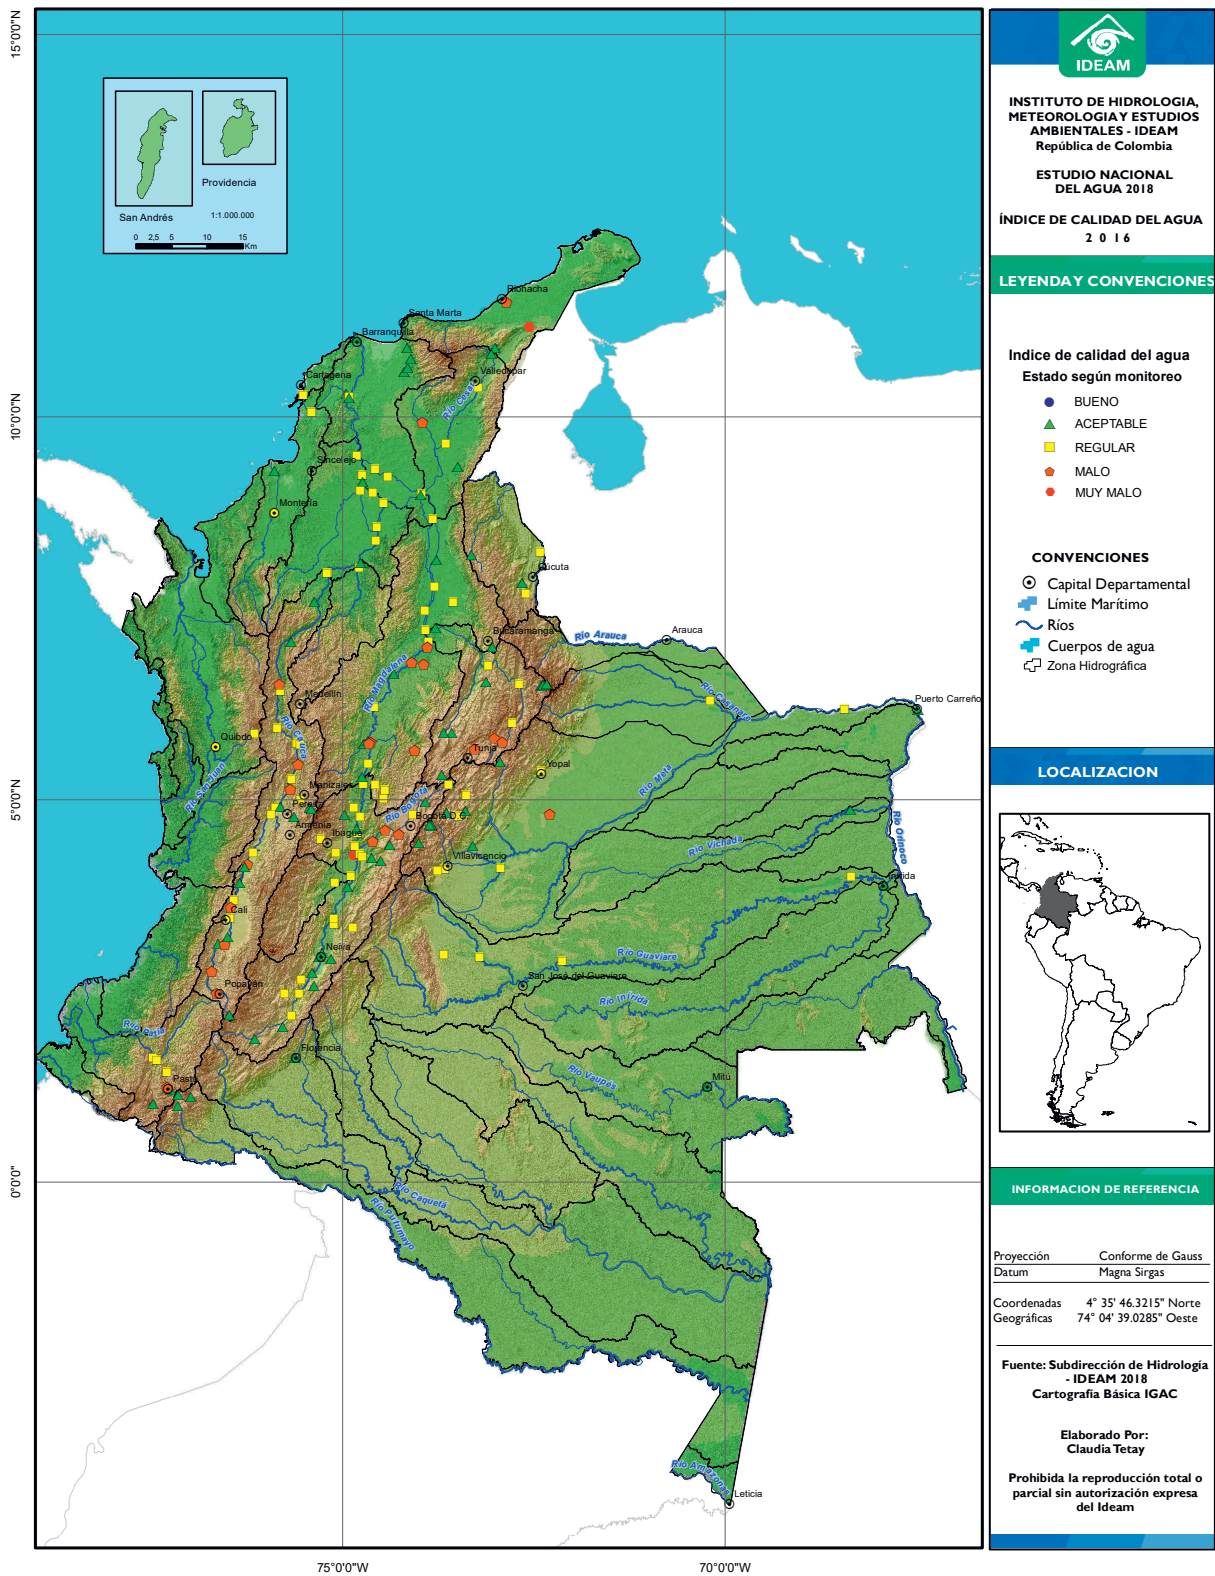 15°0'0"N
10°0'0"N
5°0'0"N
0°0'0"
75°0'0"W
70°0'0"W
San Andrés
Providencia
1:1.000.000
0 2,5 5 10 15
Km
Riohacha
Santa Marta
Barranquilla
Cartagena
Valledupar
Río Cesar
Sincelejo
Montería
Cúcuta
Bucaramanga
Río Arauca
Arauca
Río Magdalena
Medellín
Río Casanare
Puerto Carreño
Río Cauca
Quibdó
Tunja
Yopal
Río San Juan
Manizales
Río Meta
Pereira
Río Bogotá
Bogotá D.C.
Armenia
Ibagué
Río Orinoco
Río Vichada
Villavicencio
Inírida
Cali
Neiva
Río Guaviare
San José del Guaviare
Popayán
Río Inírida
Río Patía
Florencia
Río Vaupés
Mitú
Pasto
Río Caquetá
Río Putumayo
Río Amazonas
Leticia
IDEAM
INSTITUTO DE HIDROLOGIA,
METEOROLOGIA Y ESTUDIOS
AMBIENTALES - IDEAM
República de Colombia
ESTUDIO NACIONAL
DEL AGUA 2018
ÍNDICE DE CALIDAD DEL AGUA
2 0 1 6
LEYENDA Y CONVENCIONES
Indice de calidad del agua
Estado según monitoreo
BUENO
ACEPTABLE
REGULAR
MALO
MUY MALO
CONVENCIONES
Capital Departamental
Límite Marítimo
Ríos
Cuerpos de agua
Zona Hidrográfica
LOCALIZACION
INFORMACION DE REFERENCIA
Proyección Conforme de Gauss
Datum Magna Sirgas
Coordenadas 4° 35' 46.3215" Norte
Geográficas 74° 04' 39.0285" Oeste
Fuente: Subdirección de Hidrología
- IDEAM 2018
Cartografía Básica IGAC
Elaborado Por:
Claudia Tetay
Prohibida la reproducción total o
parcial sin autorización expresa
del Ideam